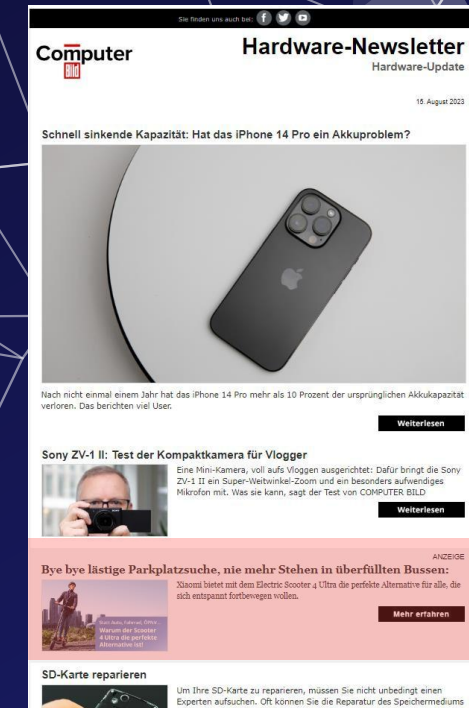 Sie finden uns auch bei:
Computer
Bild
Hardware-Newsletter
Hardware-Update
15. August 2023
Schnell sinkende Kapazität: Hat das iPhone 14 Pro ein Akkuproblem?
Nach nicht einmal einem Jahr hat das iPhone 14 Pro mehr als 10 Prozent der ursprünglichen Akkukapazität
verloren. Das berichten viel User.
Weiterlesen
Sony ZV-1 II: Test der Kompaktkamera für Vlogger
Eine Mini-Kamera, voll aufs Vloggen ausgerichtet: Dafür bringt die Sony
ZV-1 II ein Super-Weitwinkel-Zoom und ein besonders aufwendiges
Mikrofon mit. Was sie kann, sagt der Test von COMPUTER BILD
Weiterlesen
ANZEIGE
Bye bye lästige Parkplatzsuche, nie mehr Stehen in überfüllten Bussen:
Xiaomi bietet mit dem Electric Scooter 4 Ultra die perfekte Alternative für alle, die
sich entspannt fortbewegen wollen.
Statt Auto, Fahrrad, ÖPNV:
Warum der Scooter
4 Ultra die perfekte
Alternative ist!
Mehr erfahren
SD-Karte reparieren
Um Ihre SD-Karte zu reparieren, müssen Sie nicht unbedingt einen
Experten aufsuchen. Oft können Sie die Reparatur des Speichermediums